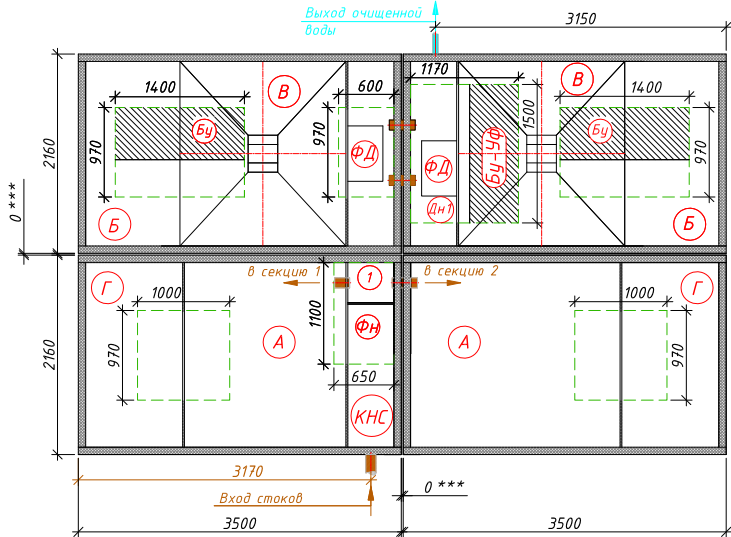 Выход очищенной
воды
3150
1170
1400
В
600
В
1400
2160
970
Бу
970
ФД
1500
Бу-Уф
ФД
Бу
970
Дн1
0 ***
Б
Б
в секцию 1
1
в секцию 2
Г
1000
1000
Г
2160
970
А
1100
Фн
А
970
650
КНС
3170
Вход стоков
0 ***
3500
3500